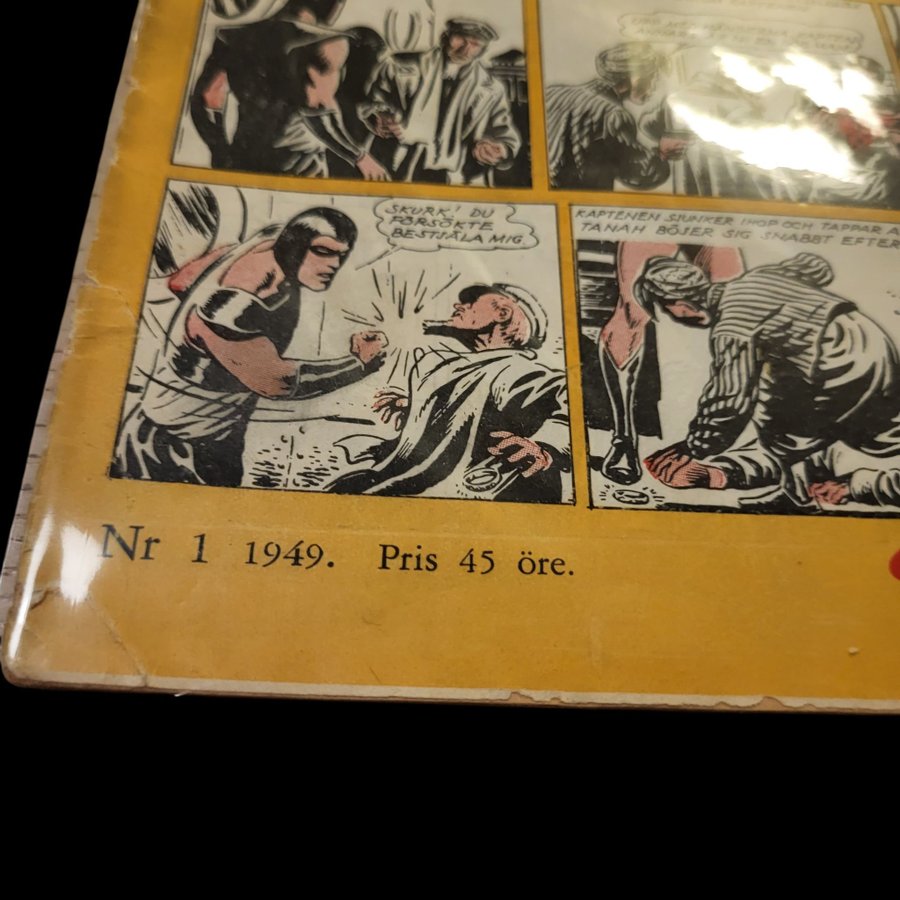 SKURK! DU
FÖRSÖKTE
BESTJÄLA MIG.
KAPTENEN SJUNKER IHOP OCH TAPPAR
TANAH BÖJER SIG SNABBT EFTER
Nr 1 1949. Pris 45 öre.